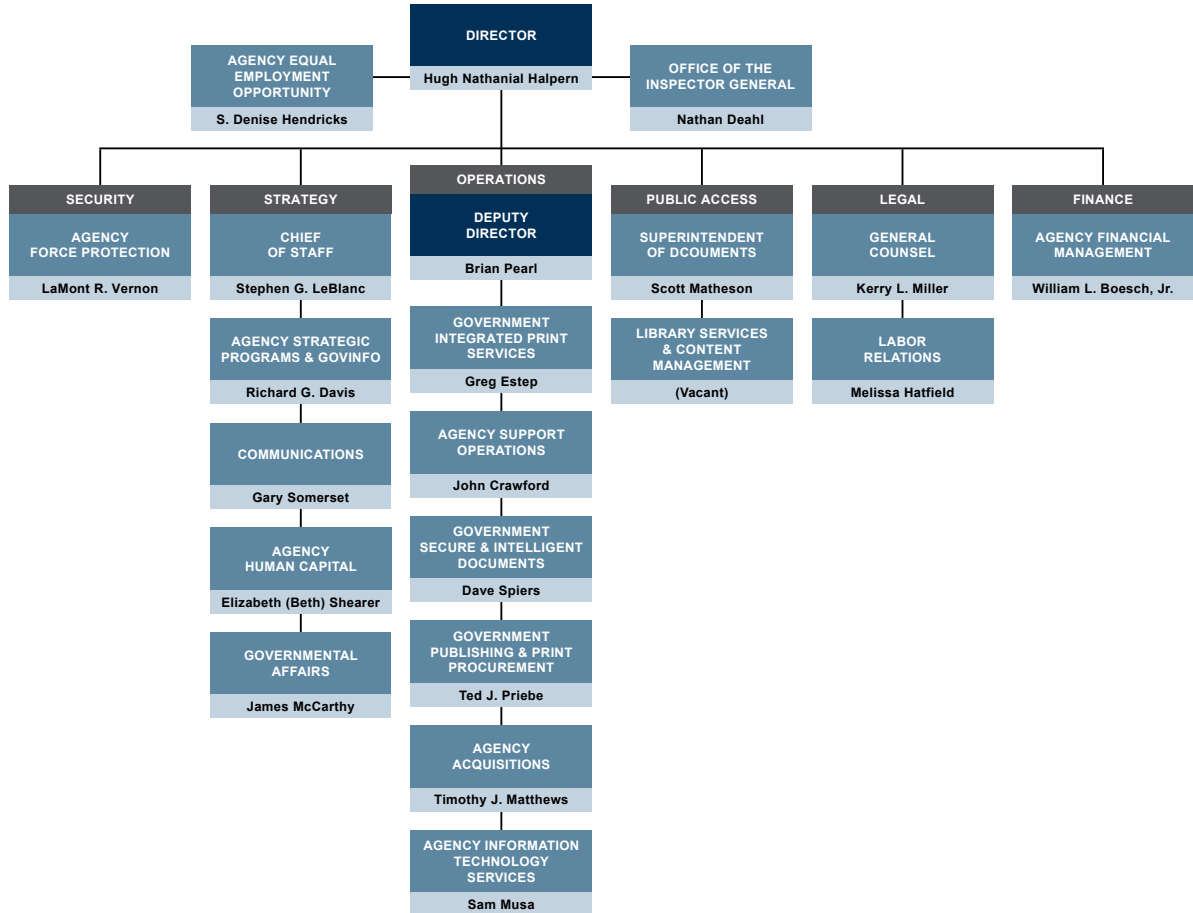 DIRECTOR
Hugh Nathanial Halpern
AGENCY EQUAL
EMPLOYMENT
OPPORTUNITY
S. Denise Hendricks
OFFICE OF THE
INSPECTOR GENERAL
Nathan Deahl
SECURITY
AGENCY
FORCE PROTECTION
LaMont R. Vernon
STRATEGY
CHIEF
OF STAFF
Stephen G. LeBlanc
AGENCY STRATEGIC
PROGRAMS & GOVINFO
Richard G. Davis
COMMUNICATIONS
Gary Somerset
AGENCY
HUMAN CAPITAL
Elizabeth (Beth) Shearer
GOVERNMENTAL
AFFAIRS
James McCarthy
OPERATIONS
DEPUTY
DIRECTOR
Brian Pearl
GOVERNMENT
INTEGRATED PRINT
SERVICES
Greg Estep
AGENCY SUPPORT
OPERATIONS
John Crawford
GOVERNMENT
SECURE & INTELLIGENT
DOCUMENTS
Dave Spiers
GOVERNMENT
PUBLISHING & PRINT
PROCUREMENT
Ted J. Priebe
AGENCY
ACQUISITIONS
Timothy J. Matthews
AGENCY INFORMATION
TECHNOLOGY
SERVICES
Sam Musa
PUBLIC ACCESS
SUPERINTENDENT
OF DCOUMENTS
Scott Matheson
LIBRARY SERVICES
& CONTENT
MANAGEMENT
(Vacant)
LEGAL
GENERAL
COUNSEL
Kerry L. Miller
LABOR
RELATIONS
Melissa Hatfield
FINANCE
AGENCY FINANCIAL
MANAGEMENT
William L. Boesch, Jr.